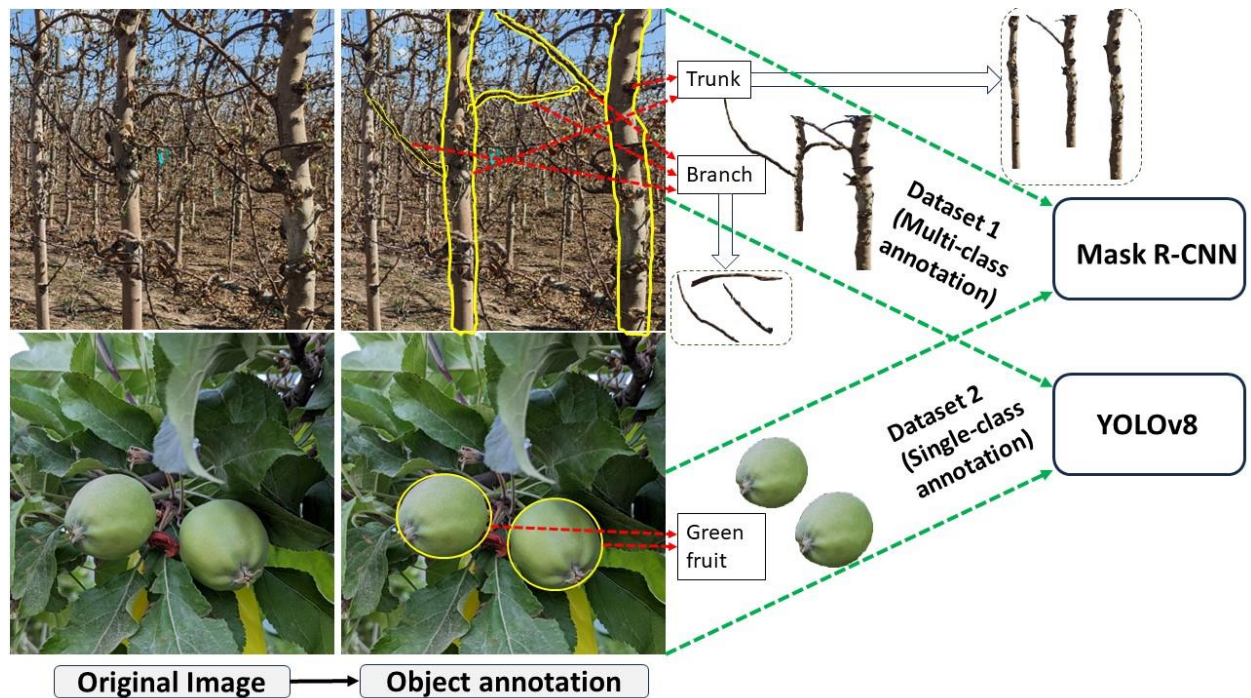 Trunk
Branch
Dataset 1
(Multi-class
annotation)
Mask R-CNN
Dataset 2
(Single-class
annotation)
YOLOv8
Green
fruit
Original Image
Object annotation